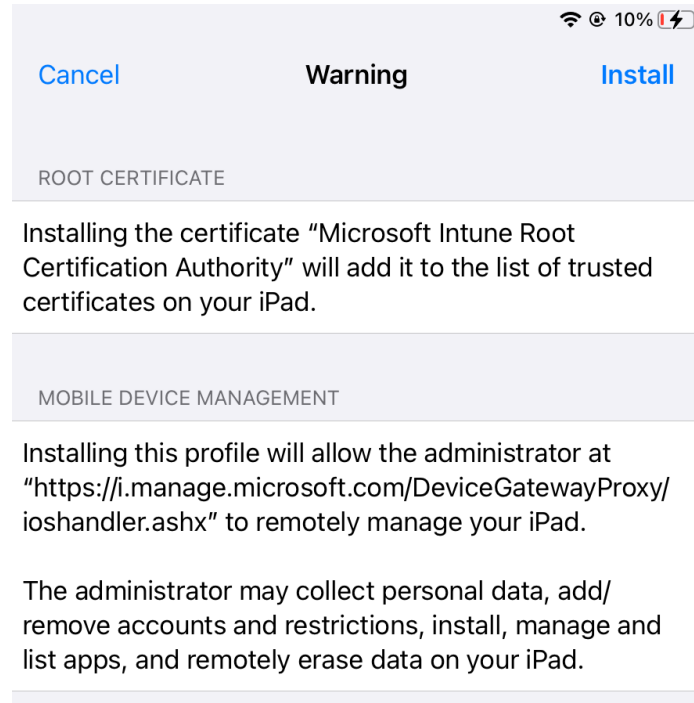 10%
Cancel Warning Install
ROOT CERTIFICATE
Installing the certificate “Microsoft Intune Root
Certification Authority” will add it to the list of trusted
certificates on your iPad.
MOBILE DEVICE MANAGEMENT
Installing this profile will allow the administrator at
“https://i.manage.microsoft.com/DeviceGatewayProxy/
ioshandler.ashx” to remotely manage your iPad.
The administrator may collect personal data, add/
remove accounts and restrictions, install, manage and
list apps, and remotely erase data on your iPad.